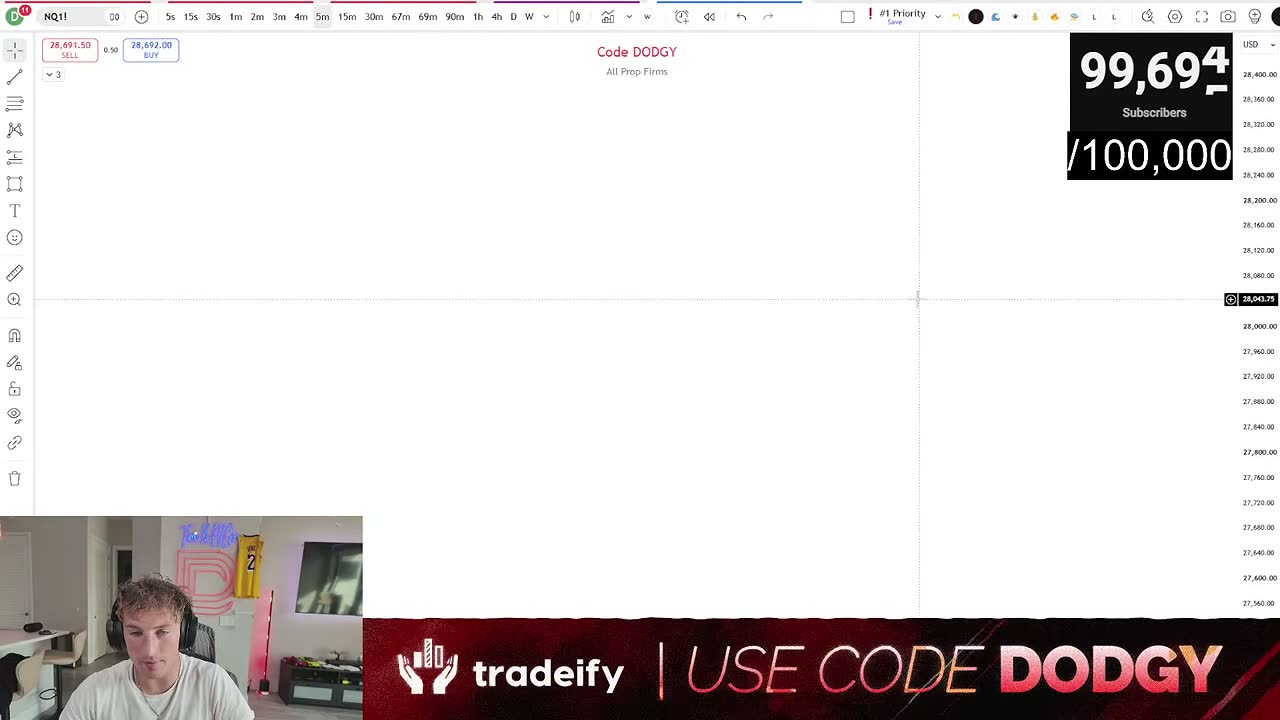 D 11 NQ1! 5s 15s 30s 1m 2m 3m 4m 5m 15m 30m 67m 69m 90m 1h 4h D W w #1 Priority L L
Save
28,691.50 0.50 28,692.00
SELL BUY
3
Code DODGY
All Prop Firms
99,694
Subscribers
/100,000
USD
28,400.00
28,360.00
28,320.00
28,280.00
28,240.00
28,200.00
28,160.00
28,120.00
28,080.00
28,043.75
28,000.00
27,960.00
27,920.00
27,880.00
27,840.00
27,800.00
27,760.00
27,720.00
27,680.00
27,640.00
27,600.00
27,560.00
T
D
2
tradeify | USE CODE DODGY